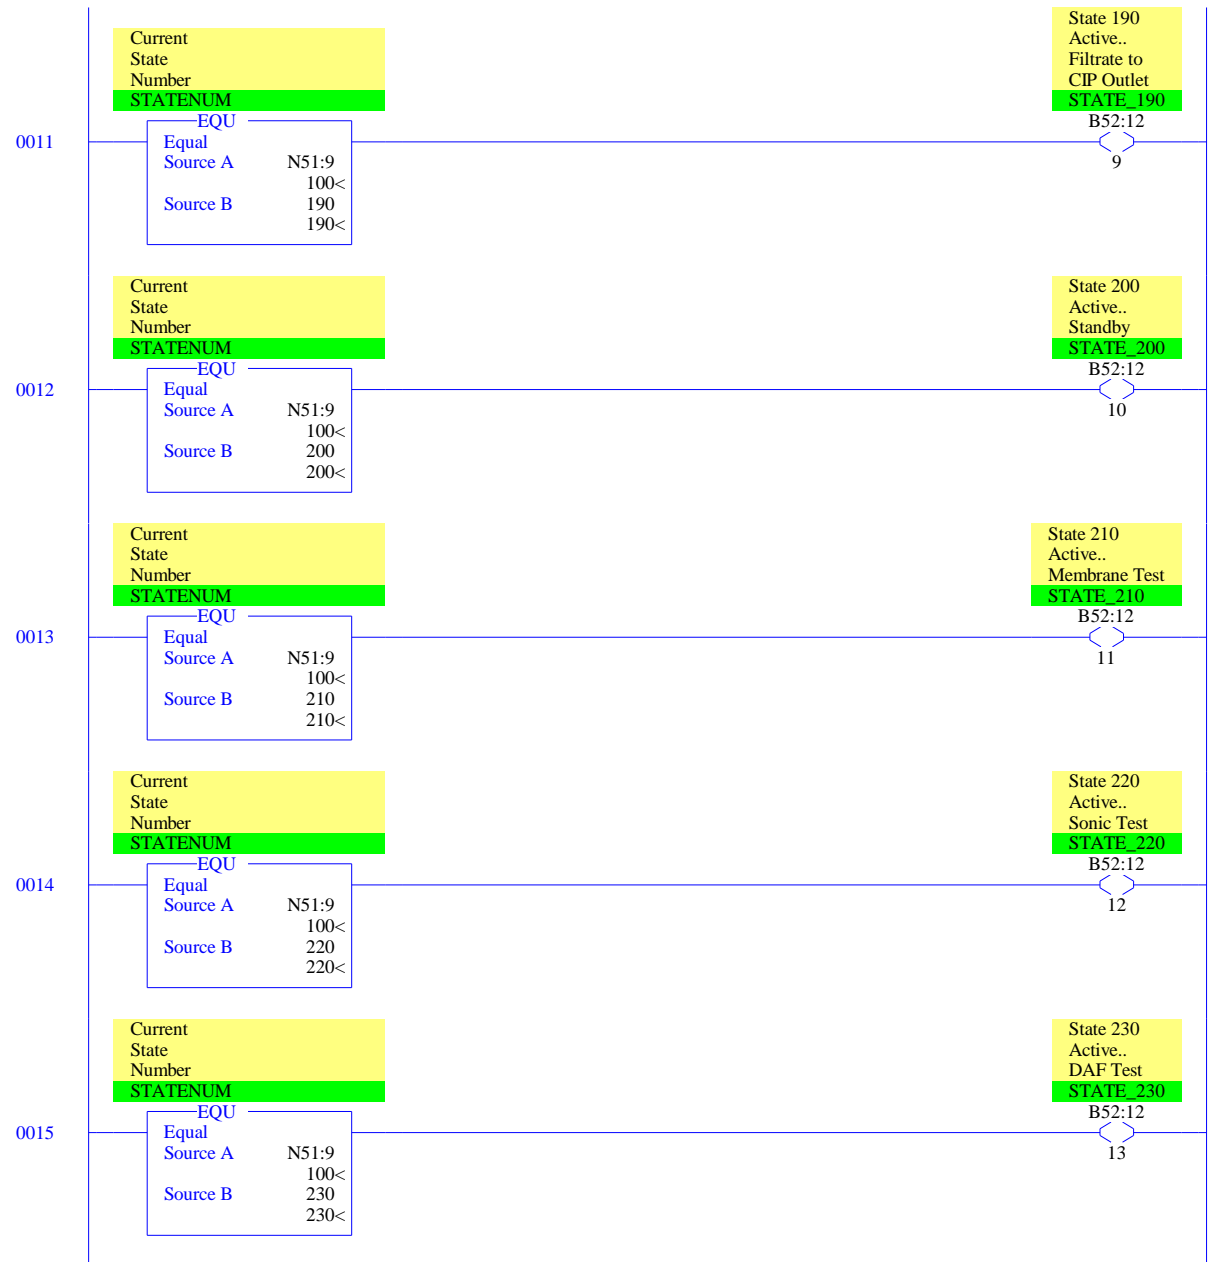 Current
State
Number
STATENUM
State 190
Active..
Filtrate to
CIP Outlet
STATE_190
0011
EQU
Equal
Source A N51:9
100<
Source B 190
190<
B52:12
9
Current
State
Number
STATENUM
State 200
Active..
Standby
STATE_200
0012
EQU
Equal
Source A N51:9
100<
Source B 200
200<
B52:12
10
Current
State
Number
STATENUM
State 210
Active..
Membrane Test
STATE_210
0013
EQU
Equal
Source A N51:9
100<
Source B 210
210<
B52:12
11
Current
State
Number
STATENUM
State 220
Active..
Sonic Test
STATE_220
0014
EQU
Equal
Source A N51:9
100<
Source B 220
220<
B52:12
12
Current
State
Number
STATENUM
State 230
Active..
DAF Test
STATE_230
0015
EQU
Equal
Source A N51:9
100<
Source B 230
230<
B52:12
13